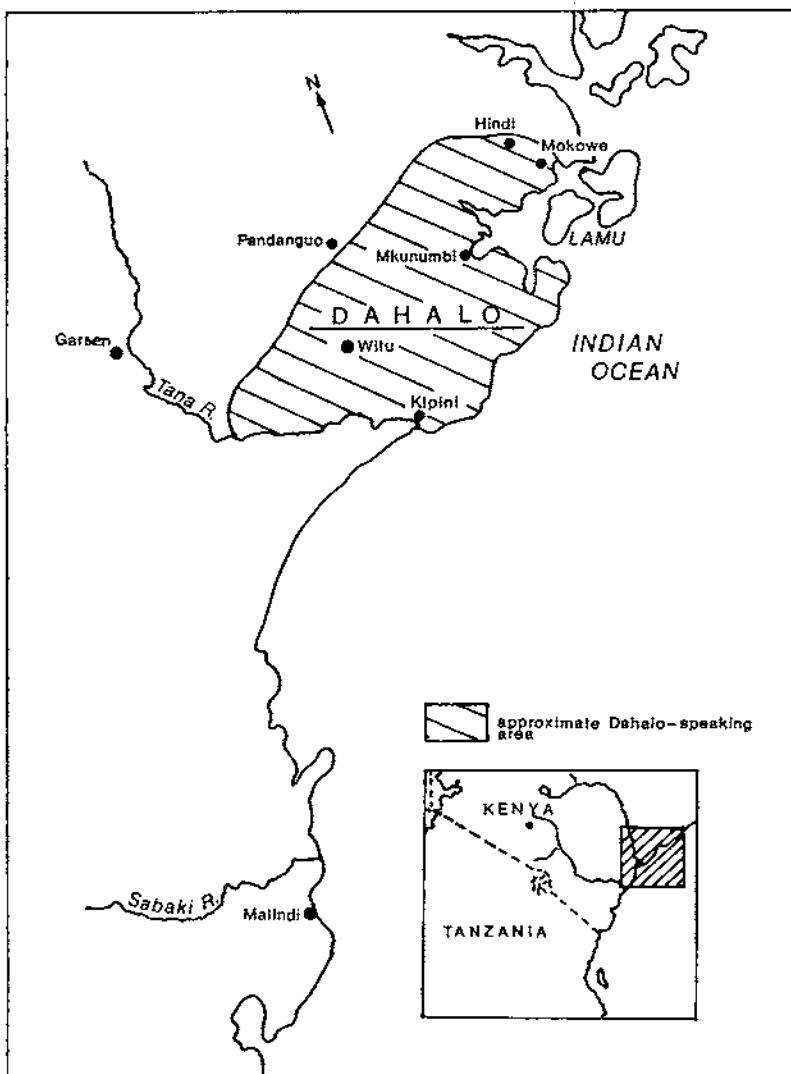 N
Hindi
Mokowe
LAMU
Pandanguo
Mkunumbi
DAHALO
Witu
Garsen
Tana R.
Kipini
INDIAN
OCEAN
approximate Dahalo-speaking
area
KENYA
TANZANIA
Sabaki R.
Malindi